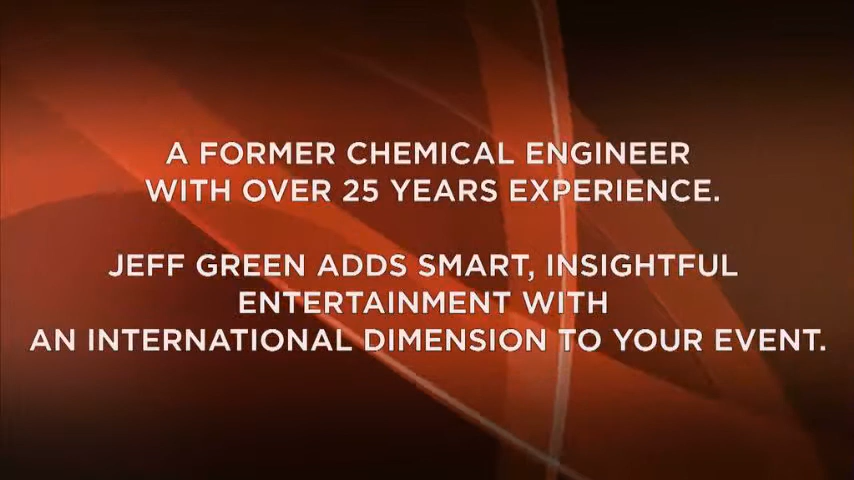 A FORMER CHEMICAL ENGINEER
WITH OVER 25 YEARS EXPERIENCE.
JEFF GREEN ADDS SMART, INSIGHTFUL
ENTERTAINMENT WITH
AN INTERNATIONAL DIMENSION TO YOUR EVENT.